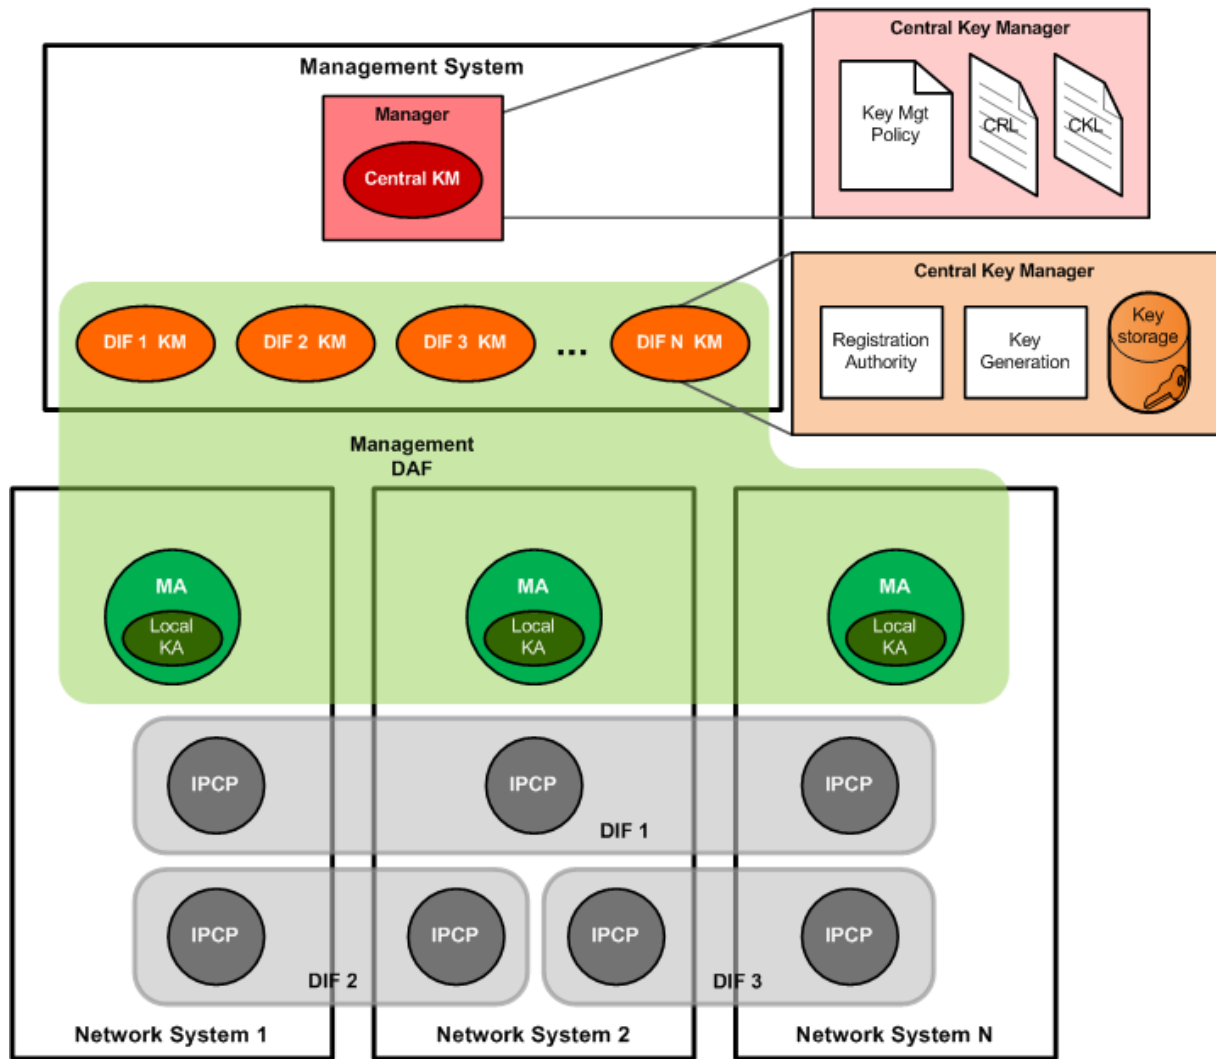 Central Key Manager
Key Mgt
Policy
CRL
CKL
Management System
Manager
Central KM
Central Key Manager
Registration
Authority
Key
Generation
Key
storage
DIF 1 KM
DIF 2 KM
DIF 3 KM
...
DIF N KM
Management
DAF
MA
Local
KA
MA
Local
KA
MA
Local
KA
IPCP
IPCP
IPCP
DIF 1
IPCP
IPCP
IPCP
IPCP
DIF 2
DIF 3
Network System 1
Network System 2
Network System N